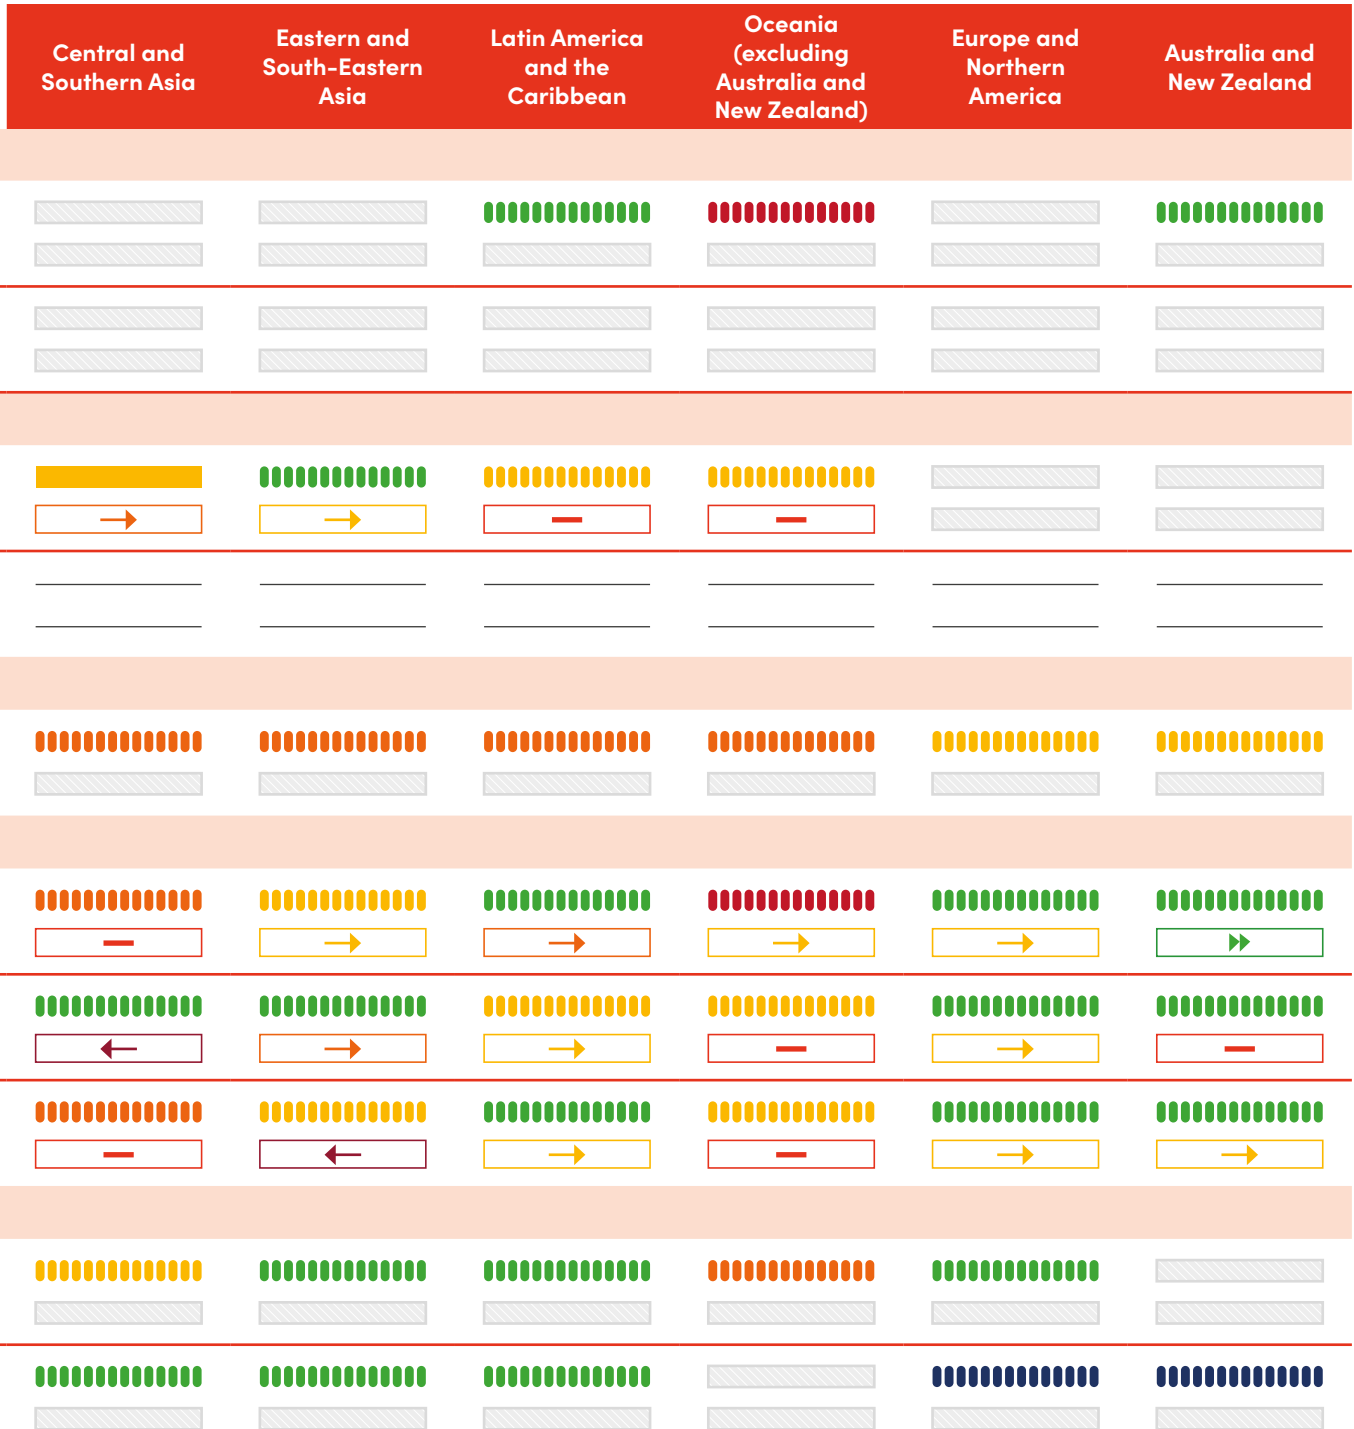 Central and
Southern Asia
Eastern and
South-Eastern
Asia
Latin America
and the
Caribbean
Oceania
(excluding
Australia and
New Zealand)
Europe and
Northern
America
Australia and
New Zealand